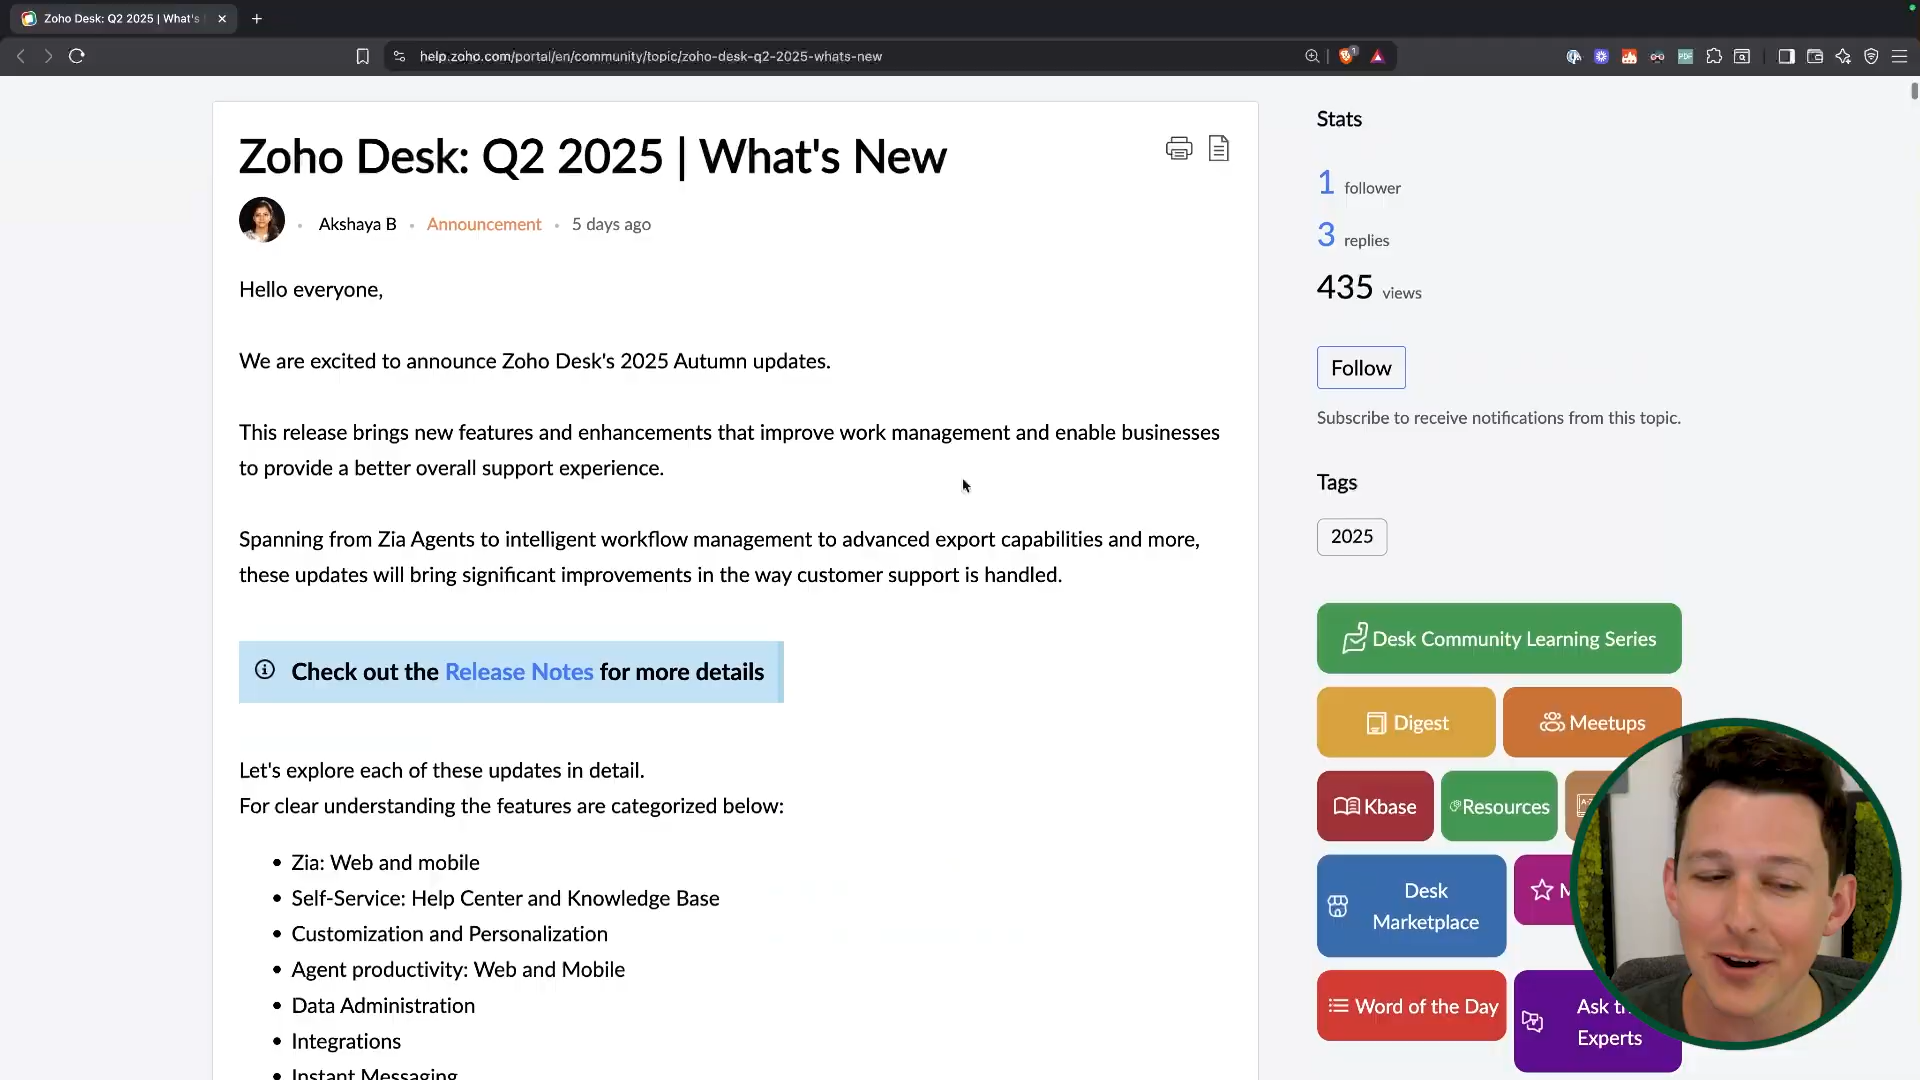 Zoho Desk: Q2 2025 | What's
help.zoho.com/portal/en/community/topic/zoho-desk-q2-2025-whats-new
1
PDF
Zoho Desk: Q2 2025 | What's New
Akshaya B • Announcement • 5 days ago
Hello everyone,
We are excited to announce Zoho Desk's 2025 Autumn updates.
This release brings new features and enhancements that improve work management and enable businesses
to provide a better overall support experience.
Spanning from Zia Agents to intelligent workflow management to advanced export capabilities and more,
these updates will bring significant improvements in the way customer support is handled.
Check out the Release Notes for more details
Let's explore each of these updates in detail.
For clear understanding the features are categorized below:
• Zia: Web and mobile
• Self-Service: Help Center and Knowledge Base
• Customization and Personalization
• Agent productivity: Web and Mobile
• Data Administration
• Integrations
• Instant Messaging
Stats
1 follower
3 replies
435 views
Follow
Subscribe to receive notifications from this topic.
Tags
2025
Desk Community Learning Series
Digest
Meetups
Kbase
Resources
Desk
Marketplace
M
Word of the Day
Ask
Experts